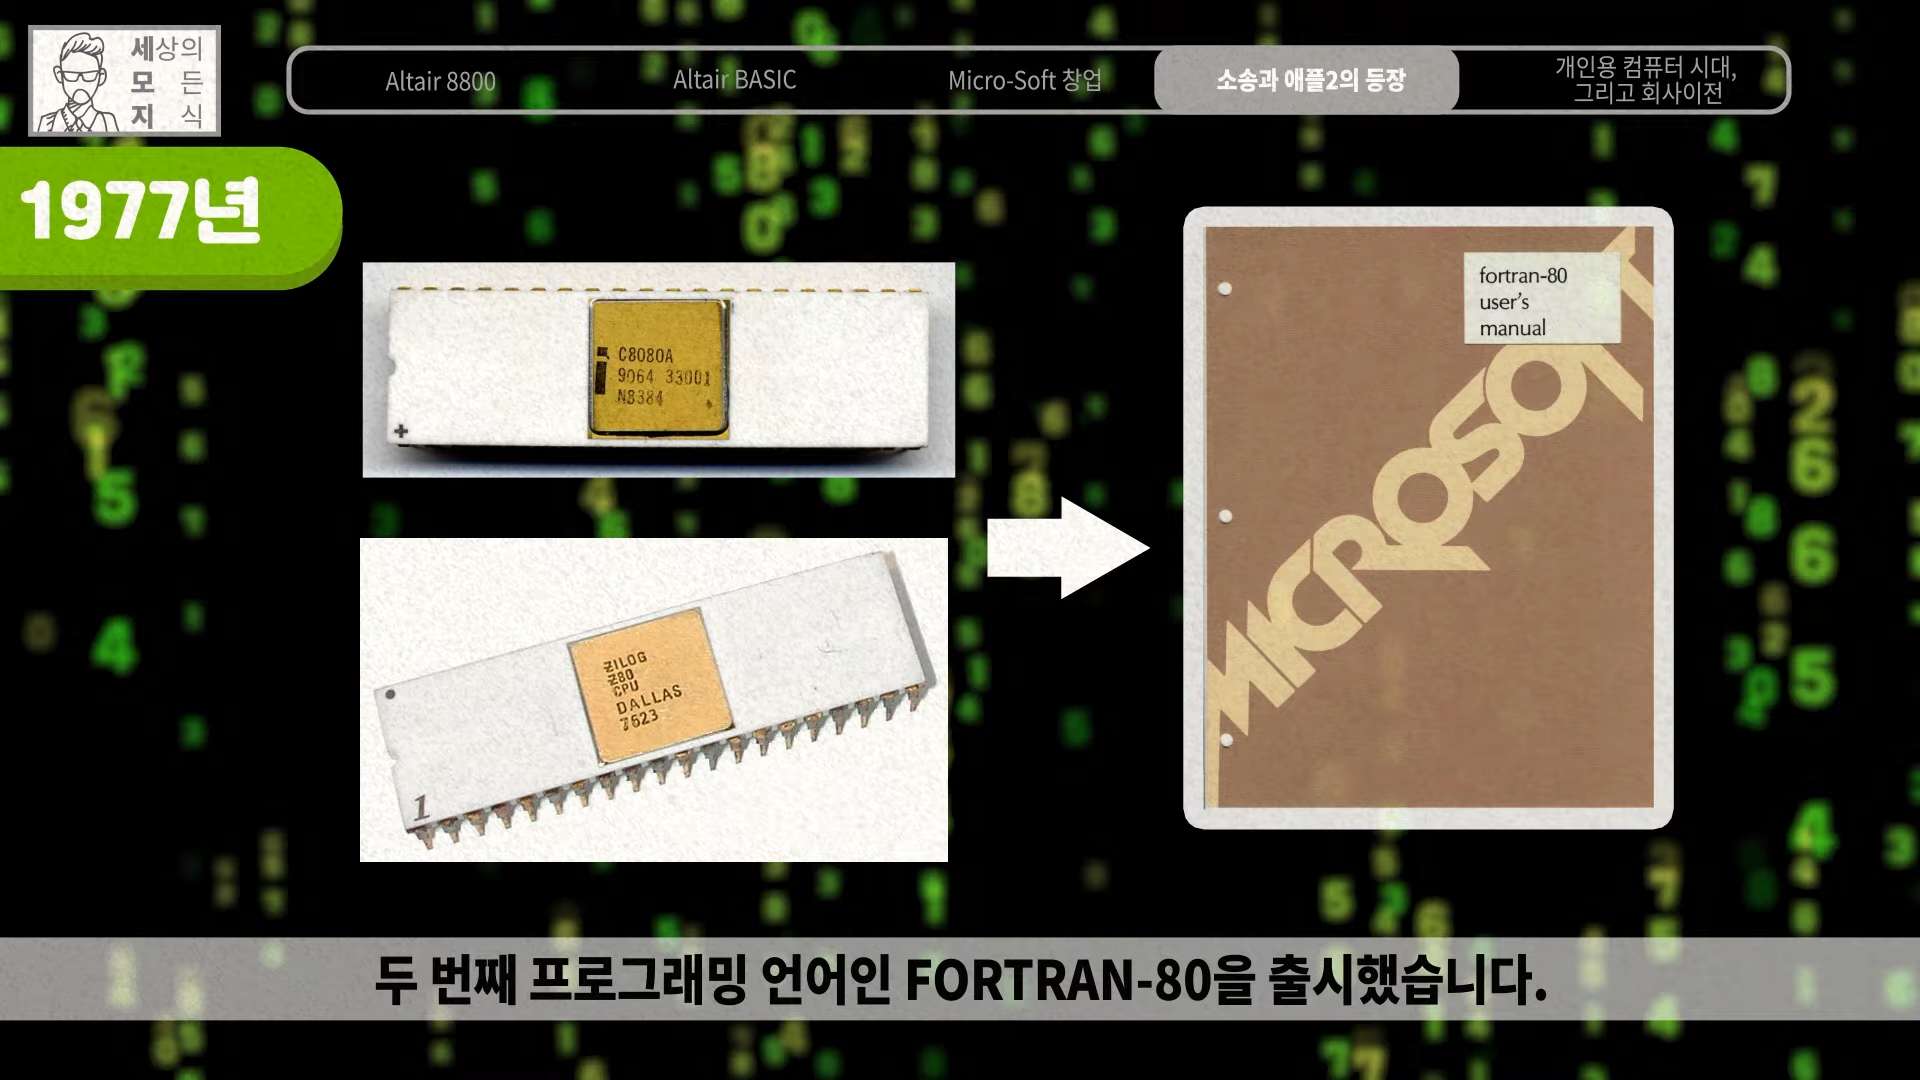 세상의
모 든
지 식
Altair 8800
Altair BASIC
Micro-Soft 창업
소송과 애플2의 등장
개인용 컴퓨터 시대,
그리고 회사이전
1977년
C8080A
9064 33001
N8384
+
ZILOG
Z80
CPU
DALLAS
7523
1
fortran-80
user's
manual
MICROSOFT
두 번째 프로그래밍 언어인 FORTRAN-80을 출시했습니다.